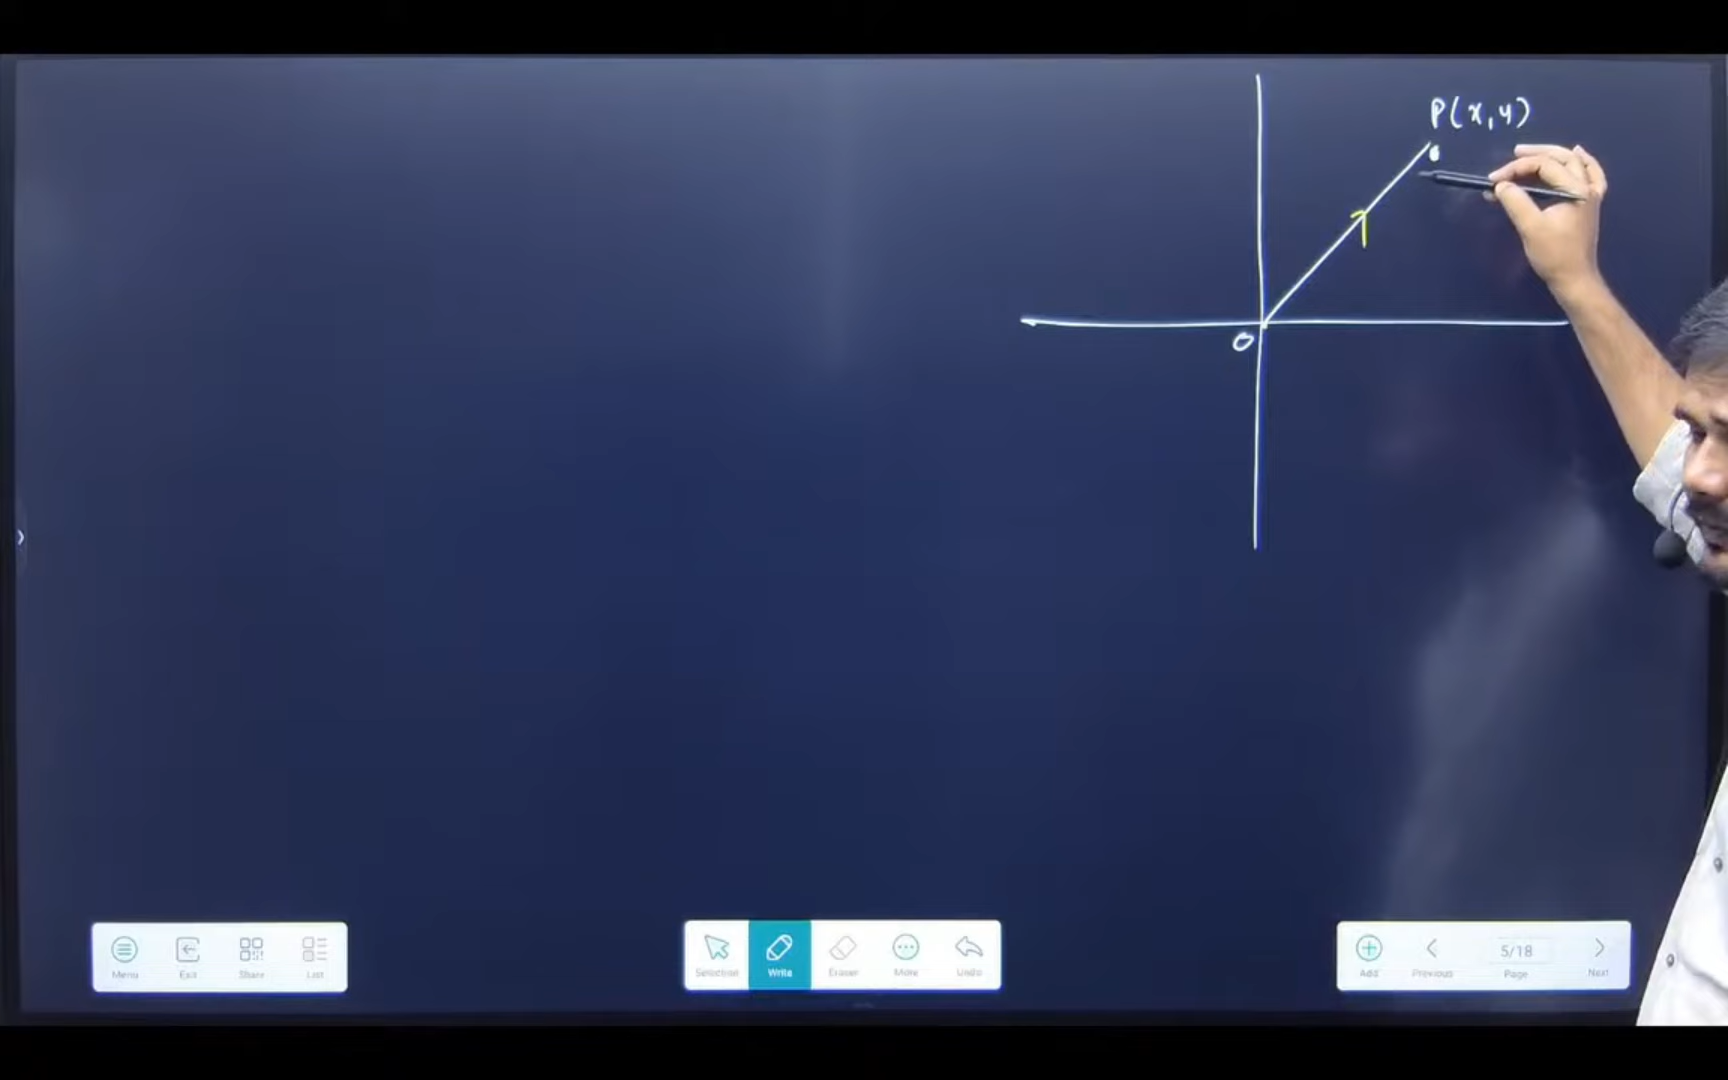 P(x,y)
O
Menu Exit Share List
Selection Write Eraser More Undo
Add Previous 5/18 Page Next